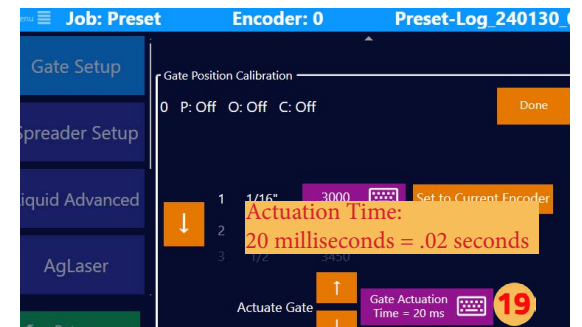 Menu Job: Preset Encoder: 0 Preset-Log_240130_
Gate Setup
Gate Position Calibration
0 P: Off O: Off C: Off
Done
Spreader Setup
Liquid Advanced
1 1/16" 3000 Set to Current Encoder
Actuation Time:
2
20 milliseconds = .02 seconds
3 1/2 3450
AgLaser
Actuate Gate
Gate Actuation
Time = 20 ms
19